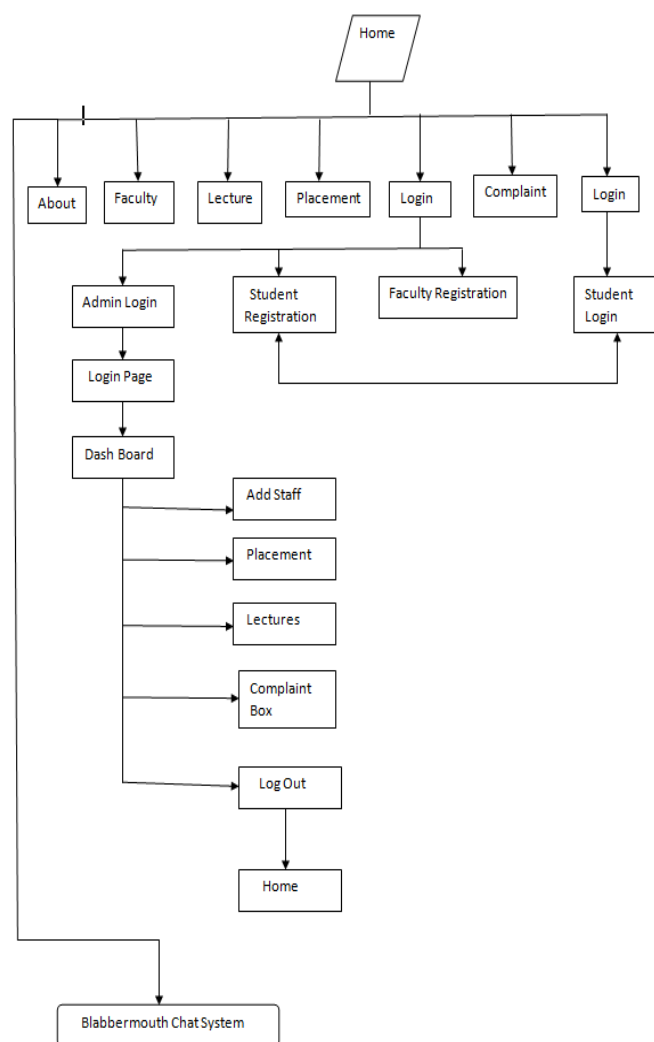 Home
About
Faculty
Lecture
Placement
Login
Complaint
Login
Admin Login
Student
Registration
Faculty Registration
Student
Login
Login Page
Dash Board
Add Staff
Placement
Lectures
Complaint
Box
Log Out
Home
Blabbermouth Chat System